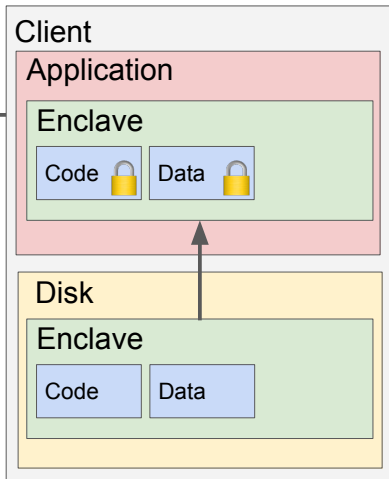 Client
Application
Enclave
Code
Data
Disk
Enclave
Code
Data